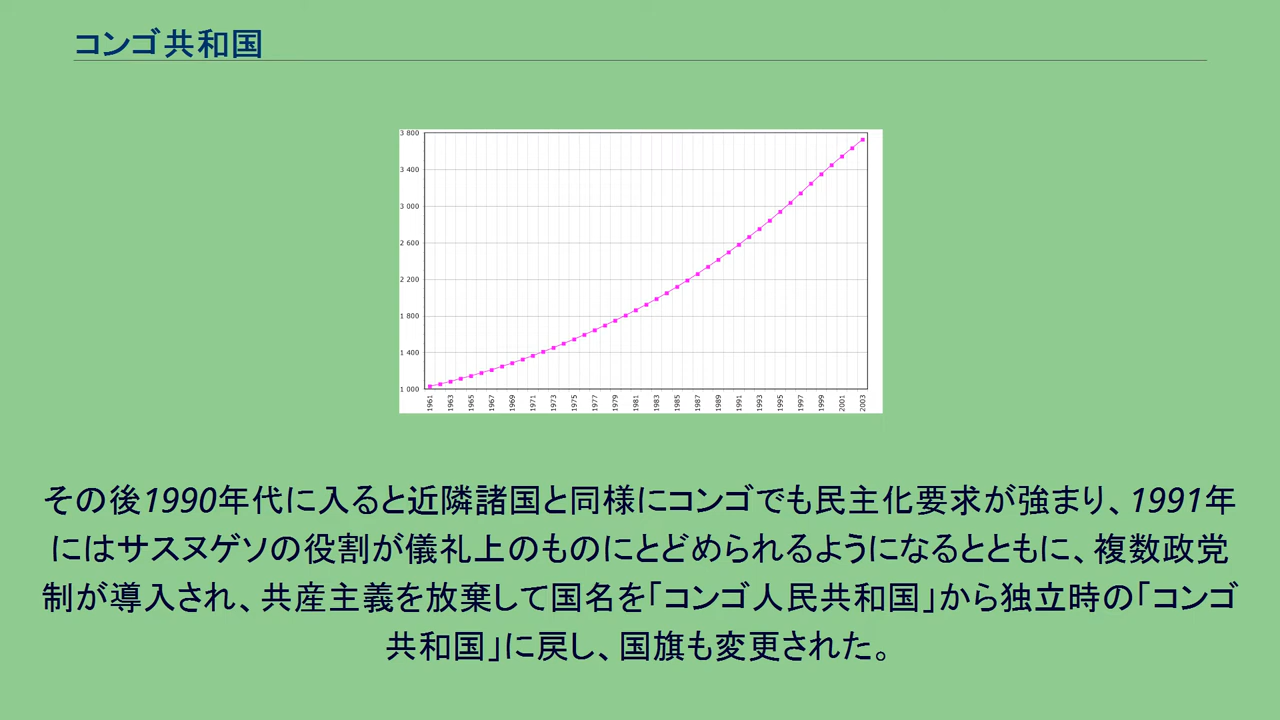 コンゴ共和国
3 800
3 400
3 000
2 600
2 200
1 800
1 400
1 000
1961 1963 1965 1967 1969 1971 1973 1975 1977 1979 1981 1983 1985 1987 1989 1991 1993 1995 1997 1999 2001 2003
その後1990年代に入ると近隣諸国と同様にコンゴでも民主化要求が強まり、1991年
にはサスヌゲソの役割が儀礼上のものにとどめられるようになるとともに、複数政党
制が導入され、共産主義を放棄して国名を「コンゴ人民共和国」から独立時の「コンゴ
共和国」に戻し、国旗も変更された。